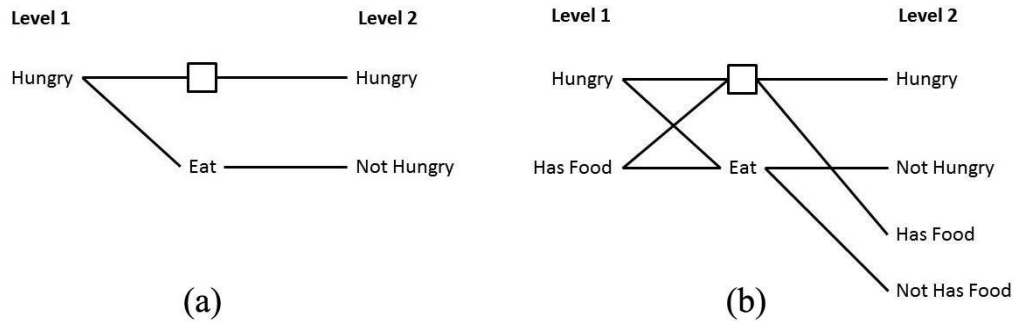 Level 1 Level 2
Hungry Hungry
Eat Not Hungry
(a)
Level 1 Level 2
Hungry Hungry
Has Food Eat Not Hungry
Has Food
Not Has Food
(b)